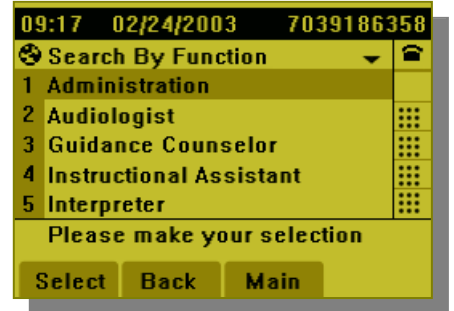 09:17 02/24/2003 7039186358
Search By Function
1 Administration
2 Audiologist
3 Guidance Counselor
4 Instructional Assistant
5 Interpreter
Please make your selection
Select Back Main